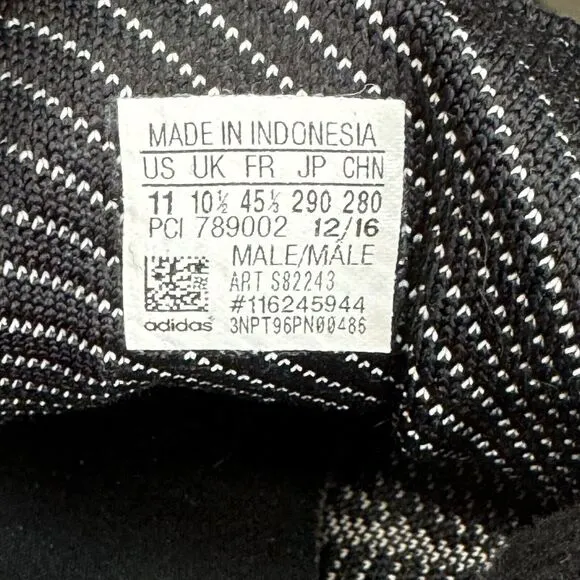 MADE IN INDONESIA
US UK FR JP CHN
11 10½ 45⅓ 290 280
PCI 789002 12/16
MALE/MÂLE
ART S82243
#116245944
adidas 3NPT96PN00486